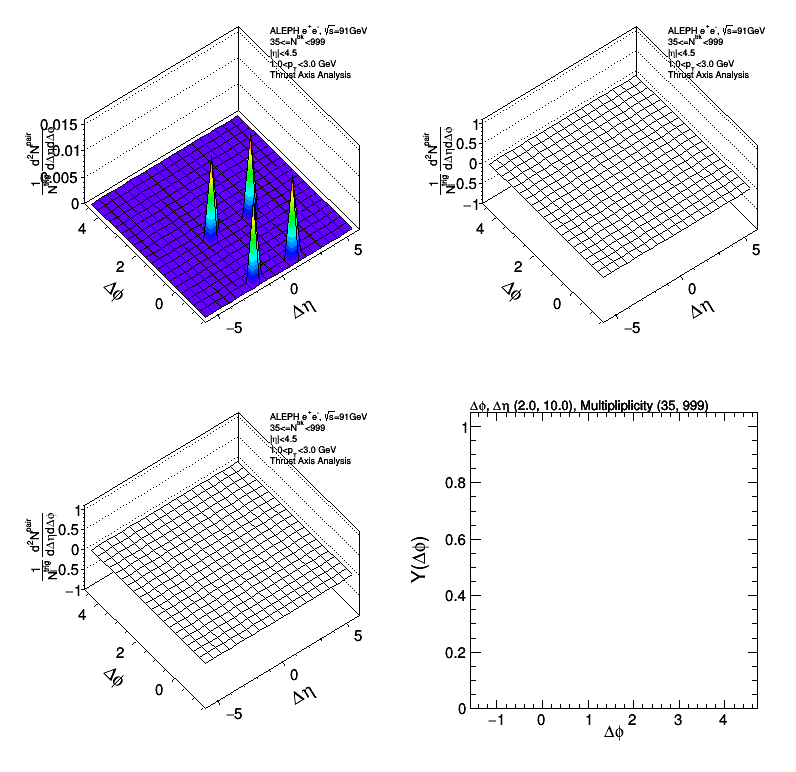 ALEPH e⁺e⁻, √s=91GeV
35<=N^trk<999
|η|<4.5
1.0<p_T<3.0 GeV
Thrust Axis Analysis
0.015
0.01
0.005
0
1/N^trig d²N^pair/dΔηdΔφ
4
2
0
Δφ
−5
0
5
Δη
ALEPH e⁺e⁻, √s=91GeV
35<=N^trk<999
|η|<4.5
1.0<p_T<3.0 GeV
Thrust Axis Analysis
1
0.5
0
−0.5
−1
1/N^trig d²N^pair/dΔηdΔφ
4
2
0
Δφ
−5
0
5
Δη
ALEPH e⁺e⁻, √s=91GeV
35<=N^trk<999
|η|<4.5
1.0<p_T<3.0 GeV
Thrust Axis Analysis
1
0.5
0
−0.5
−1
1/N^trig d²N^pair/dΔηdΔφ
4
2
0
Δφ
−5
0
5
Δη
Δφ, Δη (2.0, 10.0), Multipliplicity (35, 999)
1
0.8
0.6
0.4
0.2
0
Y(Δφ)
−1 0 1 2 3 4
Δφ